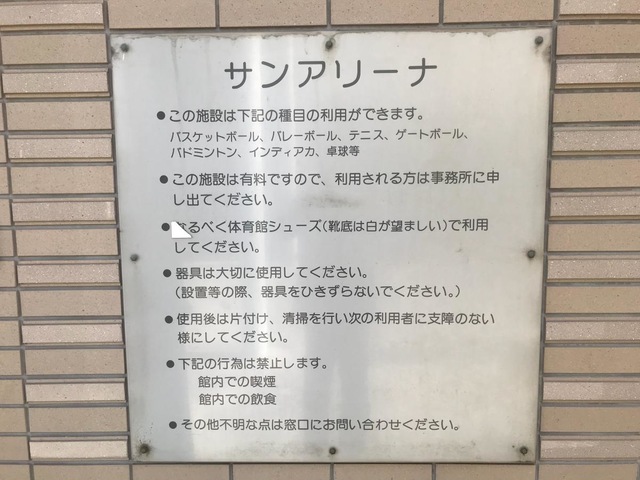 サンアリーナ
●この施設は下記の種目の利用ができます。
バスケットボール、バレーボール、テニス、ゲートボール、
バドミントン、インディアカ、卓球等
●この施設は有料ですので、利用される方は事務所に申
し出てください。
●なるべく体育館シューズ(靴底は白が望ましい)で利用
してください。
●器具は大切に使用してください。
(設置等の際、器具をひきずらないでください。)
●使用後は片付け、清掃を行い次の利用者に支障のない
様にしてください。
●下記の行為は禁止します。
館内での喫煙
館内での飲食
●その他不明な点は窓口にお問い合わせください。